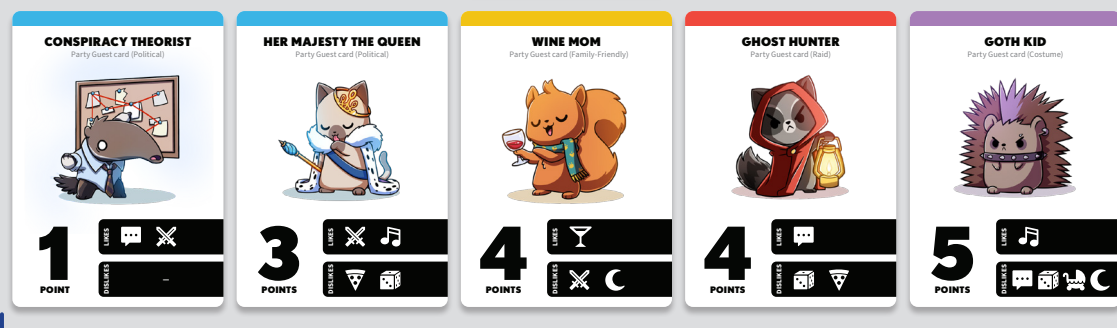 CONSPIRACY THEORIST
Party Guest card (Political)
1
POINT
LIKES
DISLIKES
–
HER MAJESTY THE QUEEN
Party Guest card (Political)
3
POINTS
LIKES
DISLIKES
WINE MOM
Party Guest card (Family-Friendly)
4
POINTS
LIKES
DISLIKES
GHOST HUNTER
Party Guest card (Raid)
4
POINTS
LIKES
DISLIKES
GOTH KID
Party Guest card (Costume)
5
POINTS
LIKES
DISLIKES